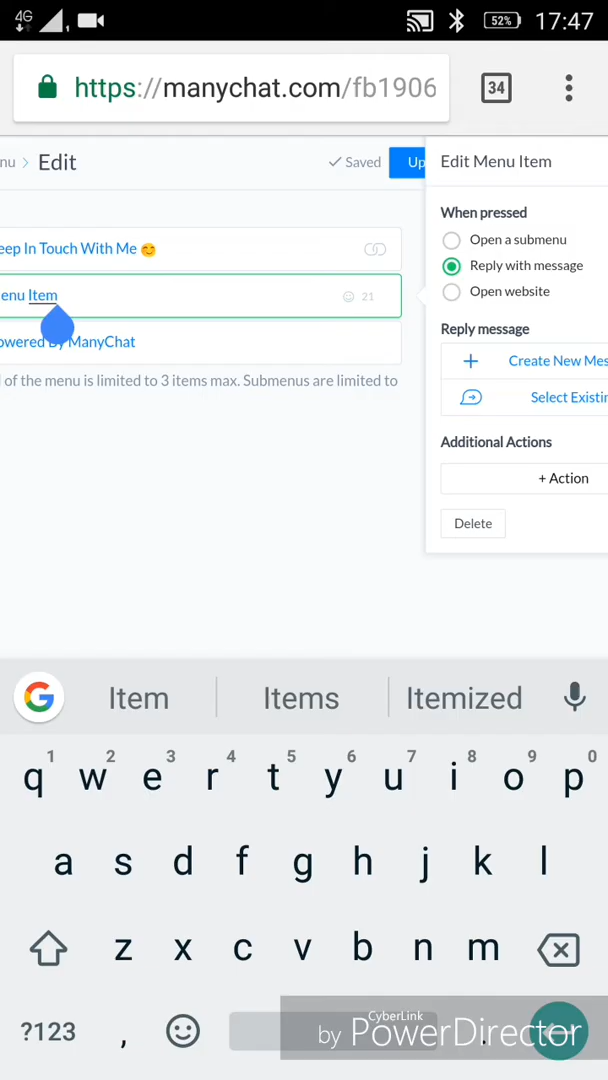 4G 52% 17:47
https://manychat.com/fb1906 34
nu > Edit Saved Up
Edit Menu Item
When pressed
Open a submenu
Reply with message
Open website
Reply message
+ Create New Mes
Select Existin
Additional Actions
+ Action
Delete
eep In Touch With Me 😊
enu Item 21
owered By ManyChat
l of the menu is limited to 3 items max. Submenus are limited to
Item Items Itemized
1 2 3 4 5 6 7 8 9 0
q w e r t y u i o p
a s d f g h j k l
z x c v b n m
?123 , .
CyberLink
by PowerDirector